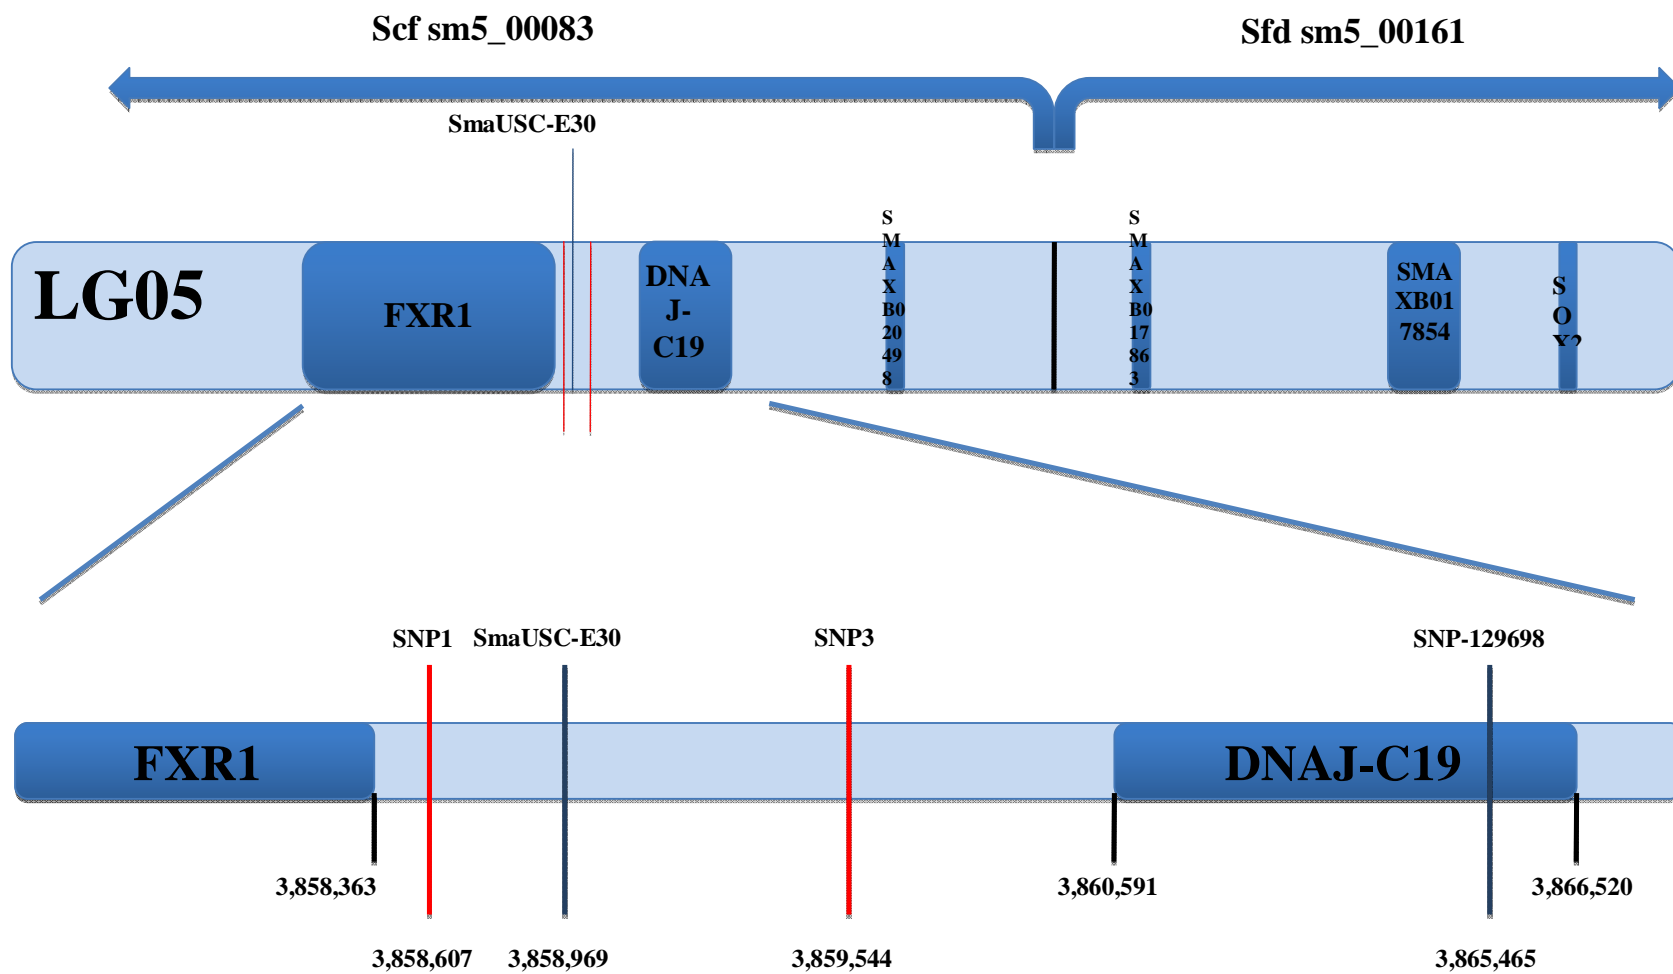 Scf sm5_00083
Sfd sm5_00161
SmaUSC-E30
LG05
FXR1
DNA
J-
C19
S
M
A
X
B0
20
49
8
S
M
A
X
B0
17
86
3
SMA
XB01
7854
S
O
X2
SNP1
SmaUSC-E30
SNP3
SNP-129698
FXR1
DNAJ-C19
3,858,363
3,860,591
3,866,520
3,858,607
3,858,969
3,859,544
3,865,465